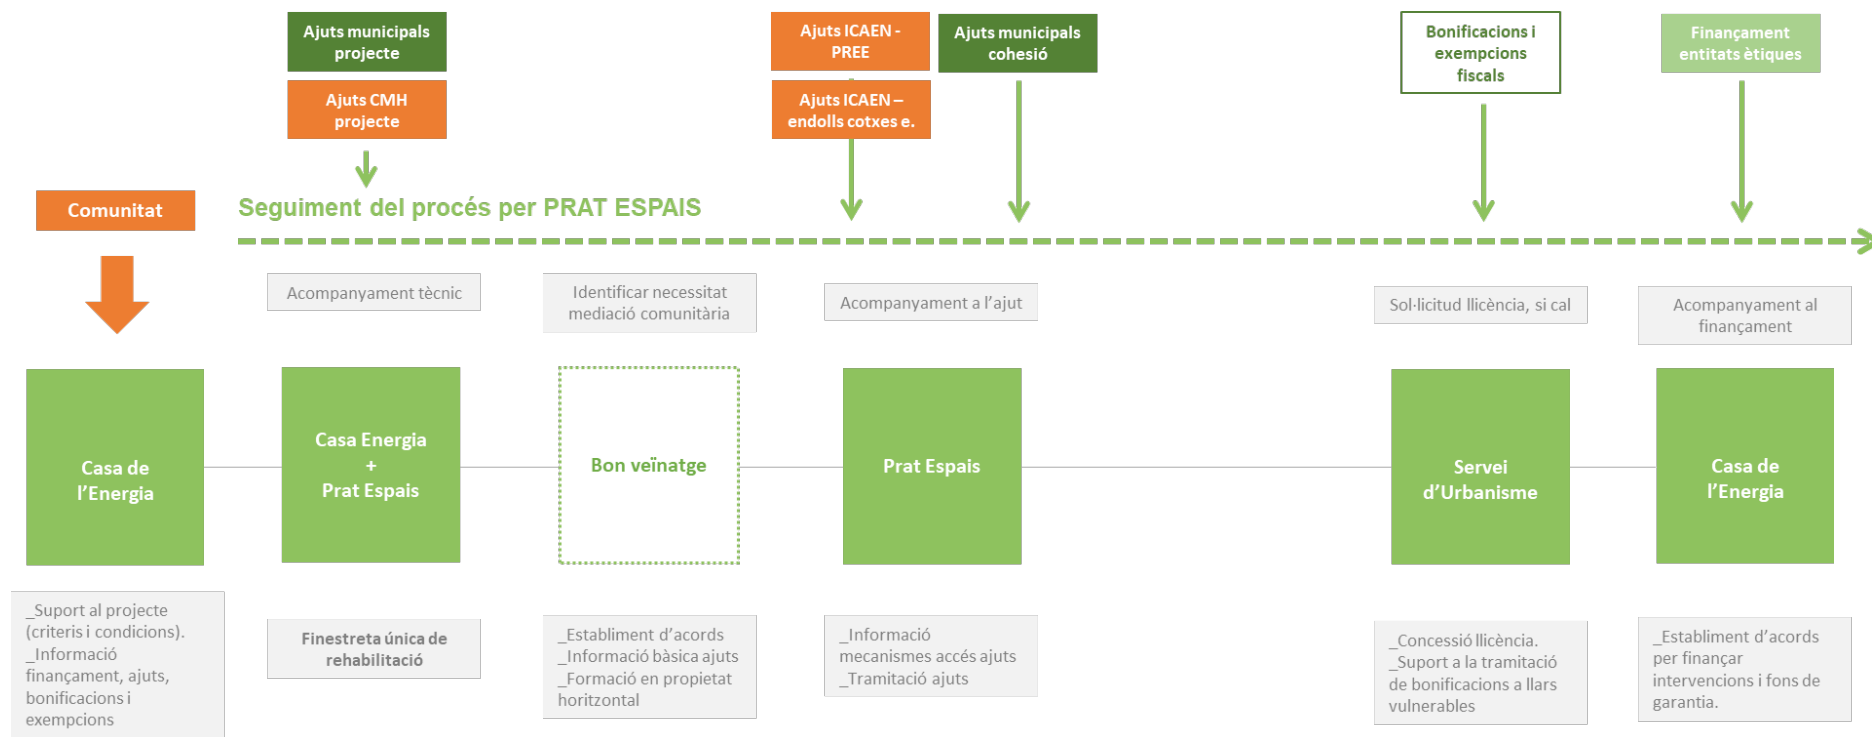 Ajuts municipals
projecte
Ajuts CMH
projecte
Ajuts ICAEN -
PREE
Ajuts ICAEN –
endolls cotxes e.
Ajuts municipals
cohesió
Bonificacions i
exempcions
fiscals
Finançament
entitats ètiques
Comunitat
Seguiment del procés per PRAT ESPAIS
Acompanyament tècnic
Identificar necessitat
mediació comunitària
Acompanyament a l'ajut
Sol·licitud llicència, si cal
Acompanyament al
finançament
Casa de
l'Energia
Casa Energia
+
Prat Espais
Bon veïnatge
Prat Espais
Servei
d'Urbanisme
Casa de
l'Energia
_Suport al projecte
(criteris i condicions).
_Informació
finançament, ajuts,
bonificacions i
exempcions
Finestreta única de
rehabilitació
_Establiment d'acords
_Informació bàsica ajuts
_Formació en propietat
horitzontal
_Informació
mecanismes accés ajuts
_Tramitació ajuts
_Concessió llicència.
_Suport a la tramitació
de bonificacions a llars
vulnerables
_Establiment d'acords
per finançar
intervencions i fons de
garantia.